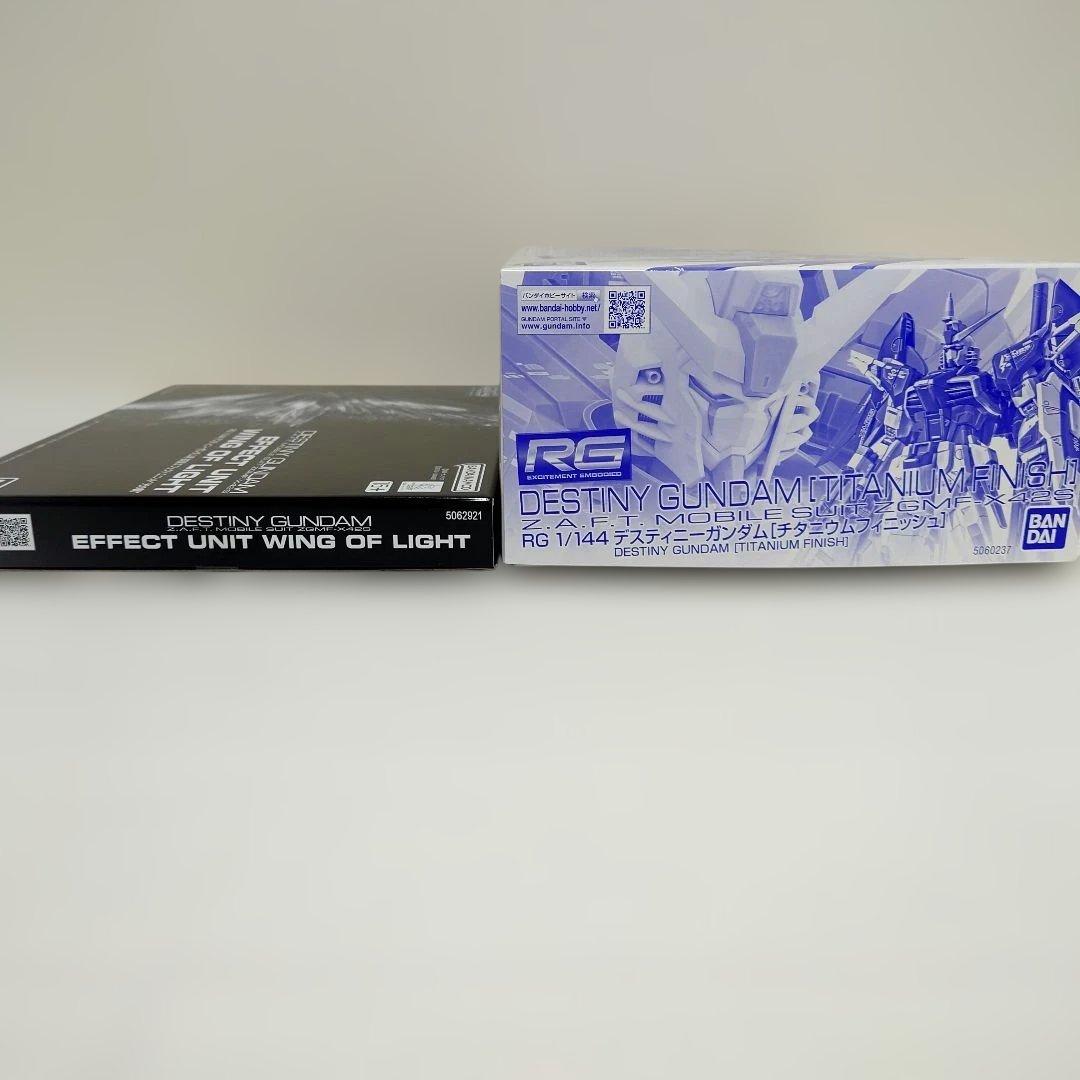 DESTINY GUNDAM
EFFECT UNIT
WING OF LIGHT
BANDAI
5062921
DESTINY GUNDAM
Z.A.F.T. MOBILE SUIT ZGMF-X42S
EFFECT UNIT WING OF LIGHT
バンダイホビーサイト 検索
www.bandai-hobby.net/
GUNDAM PORTAL SITE
www.gundam.info
RG
EXCITEMENT EMBODIED
DESTINY GUNDAM [TITANIUM FINISH]
Z.A.F.T. MOBILE SUIT ZGMF-X42S
RG 1/144 デスティニーガンダム[チタニウムフィニッシュ]
DESTINY GUNDAM [TITANIUM FINISH]
5060237
BAN
DAI